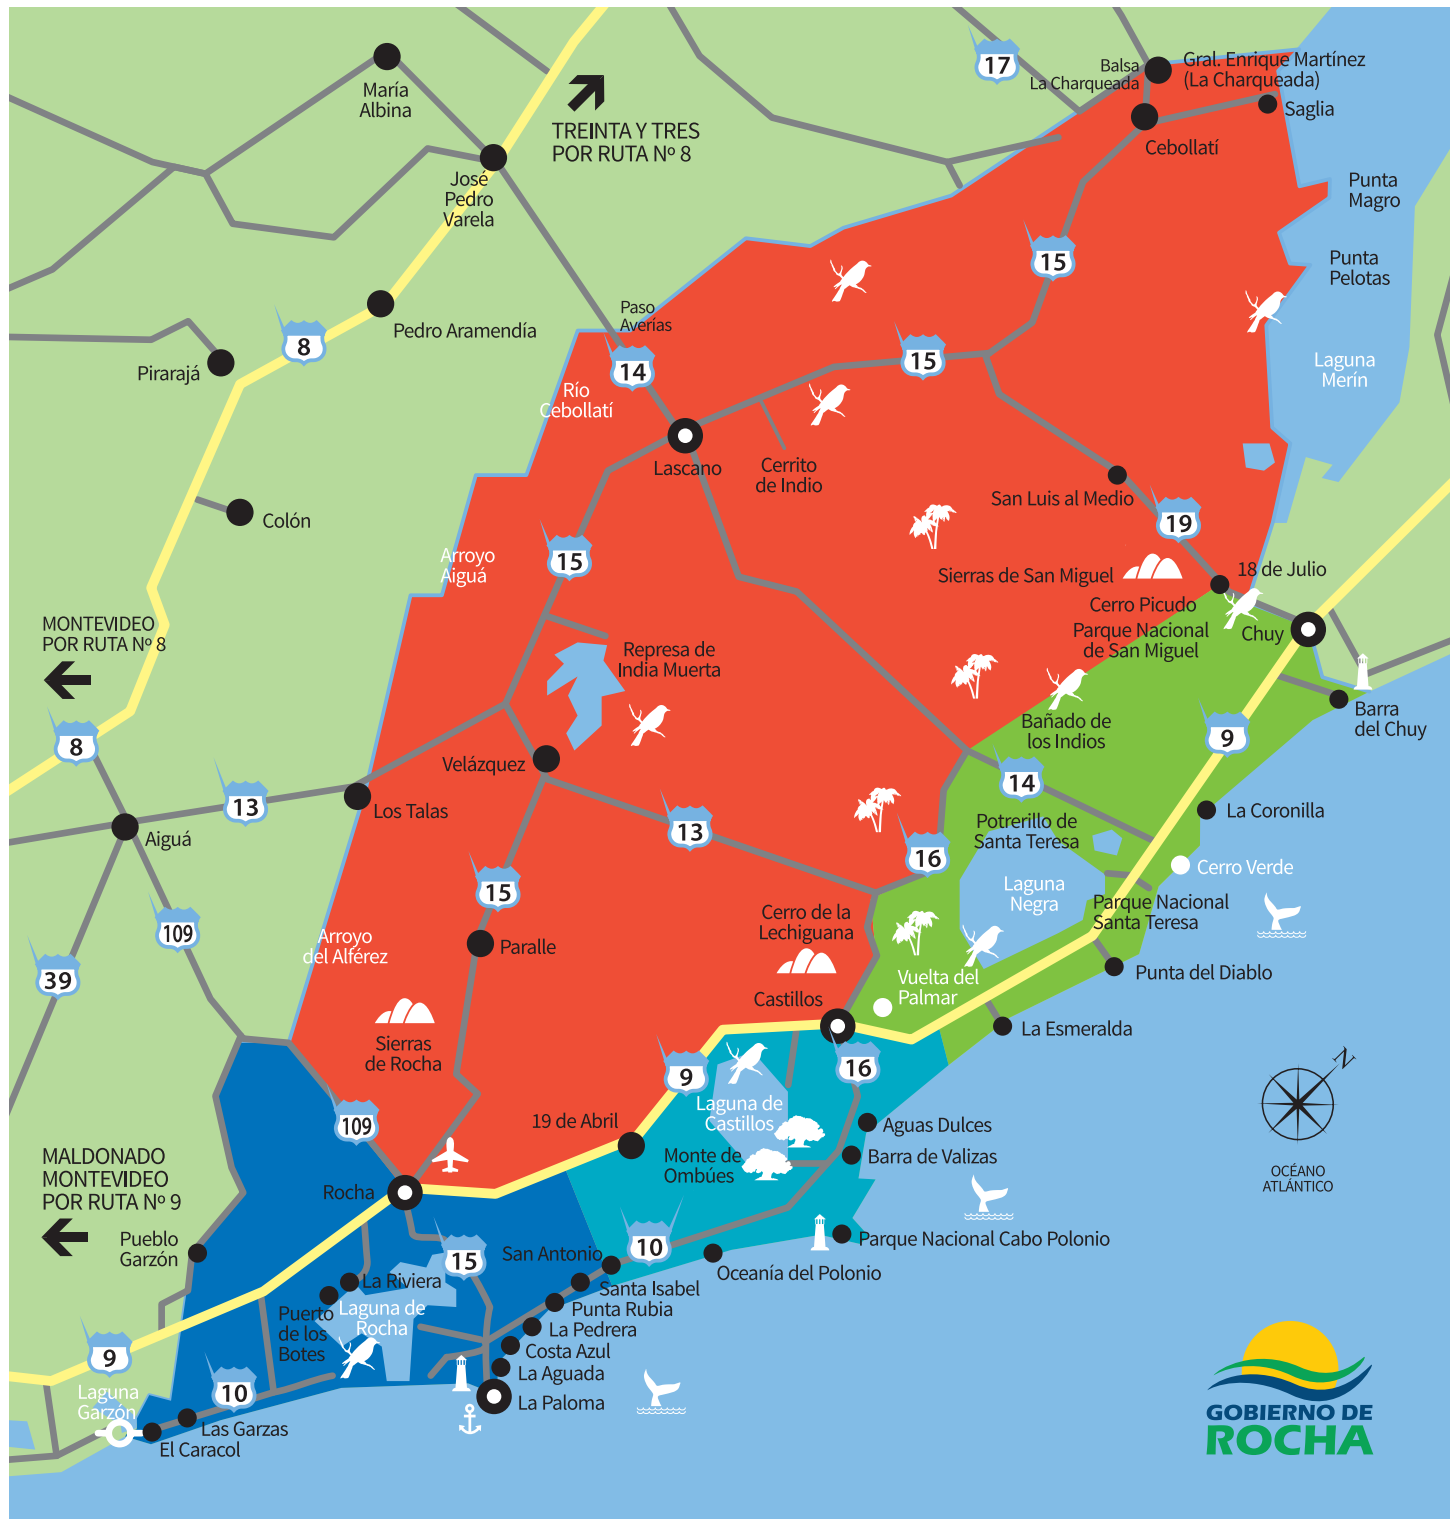 17
Balsa
La Charqueada
Gral. Enrique Martínez
(La Charqueada)
Saglia
Cebollatí
María
Albina
TREINTA Y TRES
POR RUTA Nº 8
José
Pedro
Varela
Punta
Magro
15
Punta
Pelotas
Paso
Averías
Pedro Aramendía
8
Pirarajá
14
15
Laguna
Merín
Río
Cebollatí
Lascano
Cerrito
de Indio
San Luis al Medio
Colón
19
Arroyo
Aiguá
15
Sierras de San Miguel
18 de Julio
Cerro Picudo
Parque Nacional
de San Miguel
Chuy
MONTEVIDEO
POR RUTA Nº 8
Represa de
India Muerta
Barra
del Chuy
Bañado de
los Indios
9
8
Velázquez
14
13
Los Talas
13
Potrerillo de
Santa Teresa
La Coronilla
Aiguá
16
Cerro Verde
Laguna
Negra
15
Parque Nacional
Santa Teresa
Cerro de la
Lechiguana
109
Arroyo
del Alférez
Paralle
39
Vuelta del
Palmar
Punta del Diablo
Castillos
La Esmeralda
Sierras
de Rocha
N
9
16
Laguna de
Castillos
109
19 de Abril
Aguas Dulces
Monte de
Ombúes
Barra de Valizas
OCÉANO
ATLÁNTICO
MALDONADO
MONTEVIDEO
POR RUTA Nº 9
Rocha
Pueblo
Garzón
15
San Antonio
10
Parque Nacional Cabo Polonio
Oceanía del Polonio
La Riviera
Santa Isabel
Puerto
de los
Botes
Laguna de
Rocha
Punta Rubia
La Pedrera
Costa Azul
9
La Aguada
10
Laguna
Garzón
La Paloma
Las Garzas
El Caracol
GOBIERNO DE
ROCHA